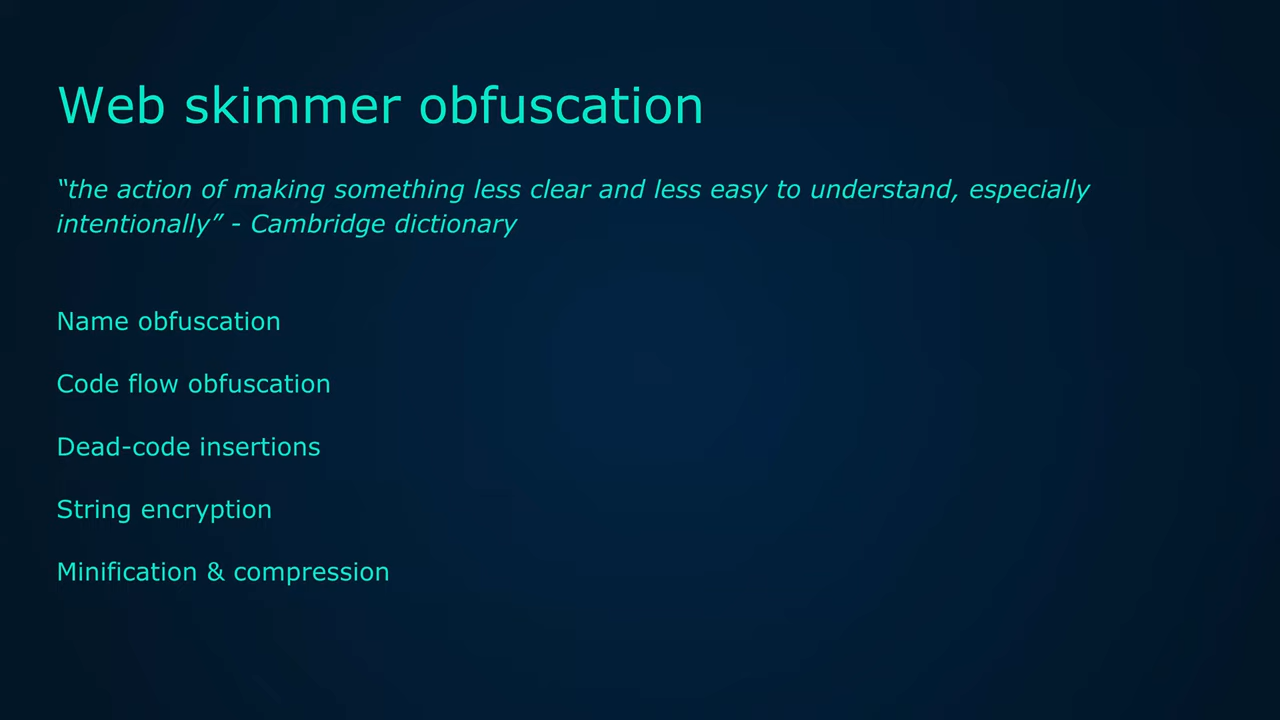 Web skimmer obfuscation
“the action of making something less clear and less easy to understand, especially
intentionally” - Cambridge dictionary
Name obfuscation
Code flow obfuscation
Dead-code insertions
String encryption
Minification & compression